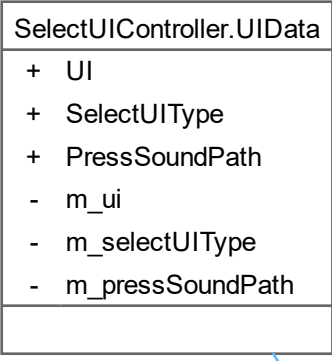 SelectUIController.UIData
+ UI
+ SelectUIType
+ PressSoundPath
- m_ui
- m_selectUIType
- m_pressSoundPath